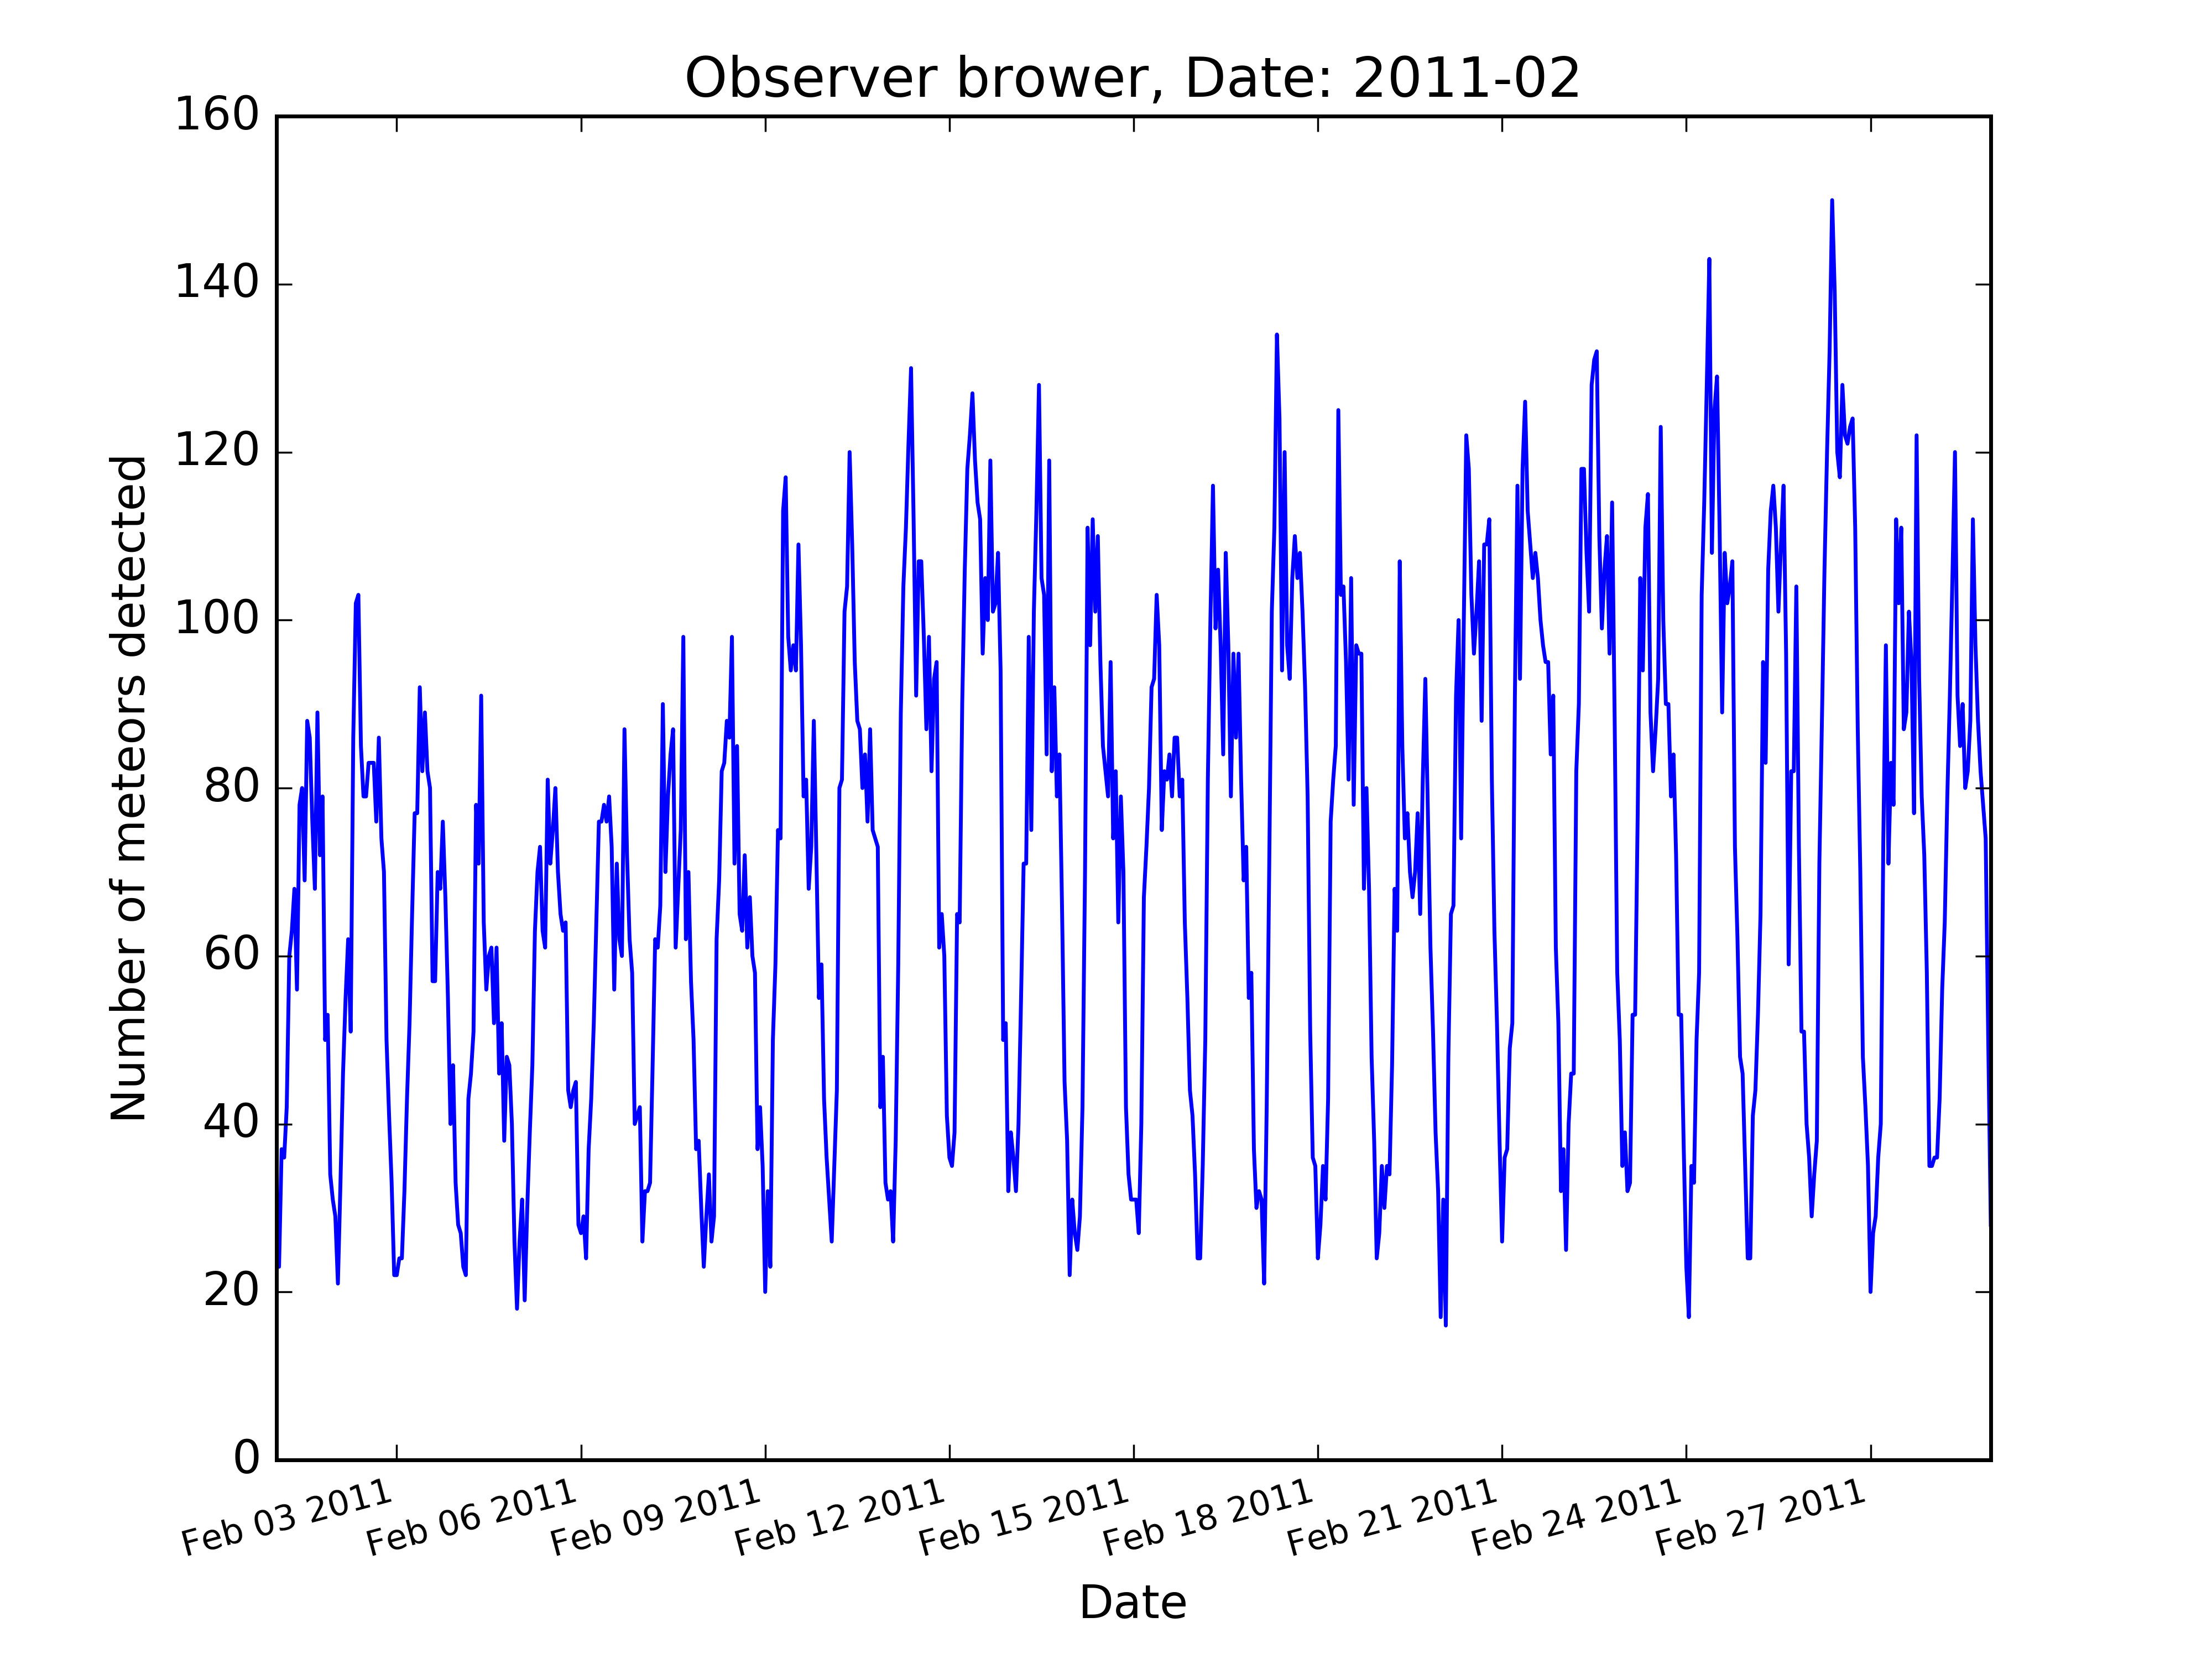 Observer brower, Date: 2011-02
160
140
120
100
80
60
40
20
0
Number of meteors detected
Feb 03 2011
Feb 06 2011
Feb 09 2011
Feb 12 2011
Feb 15 2011
Feb 18 2011
Feb 21 2011
Feb 24 2011
Feb 27 2011
Date